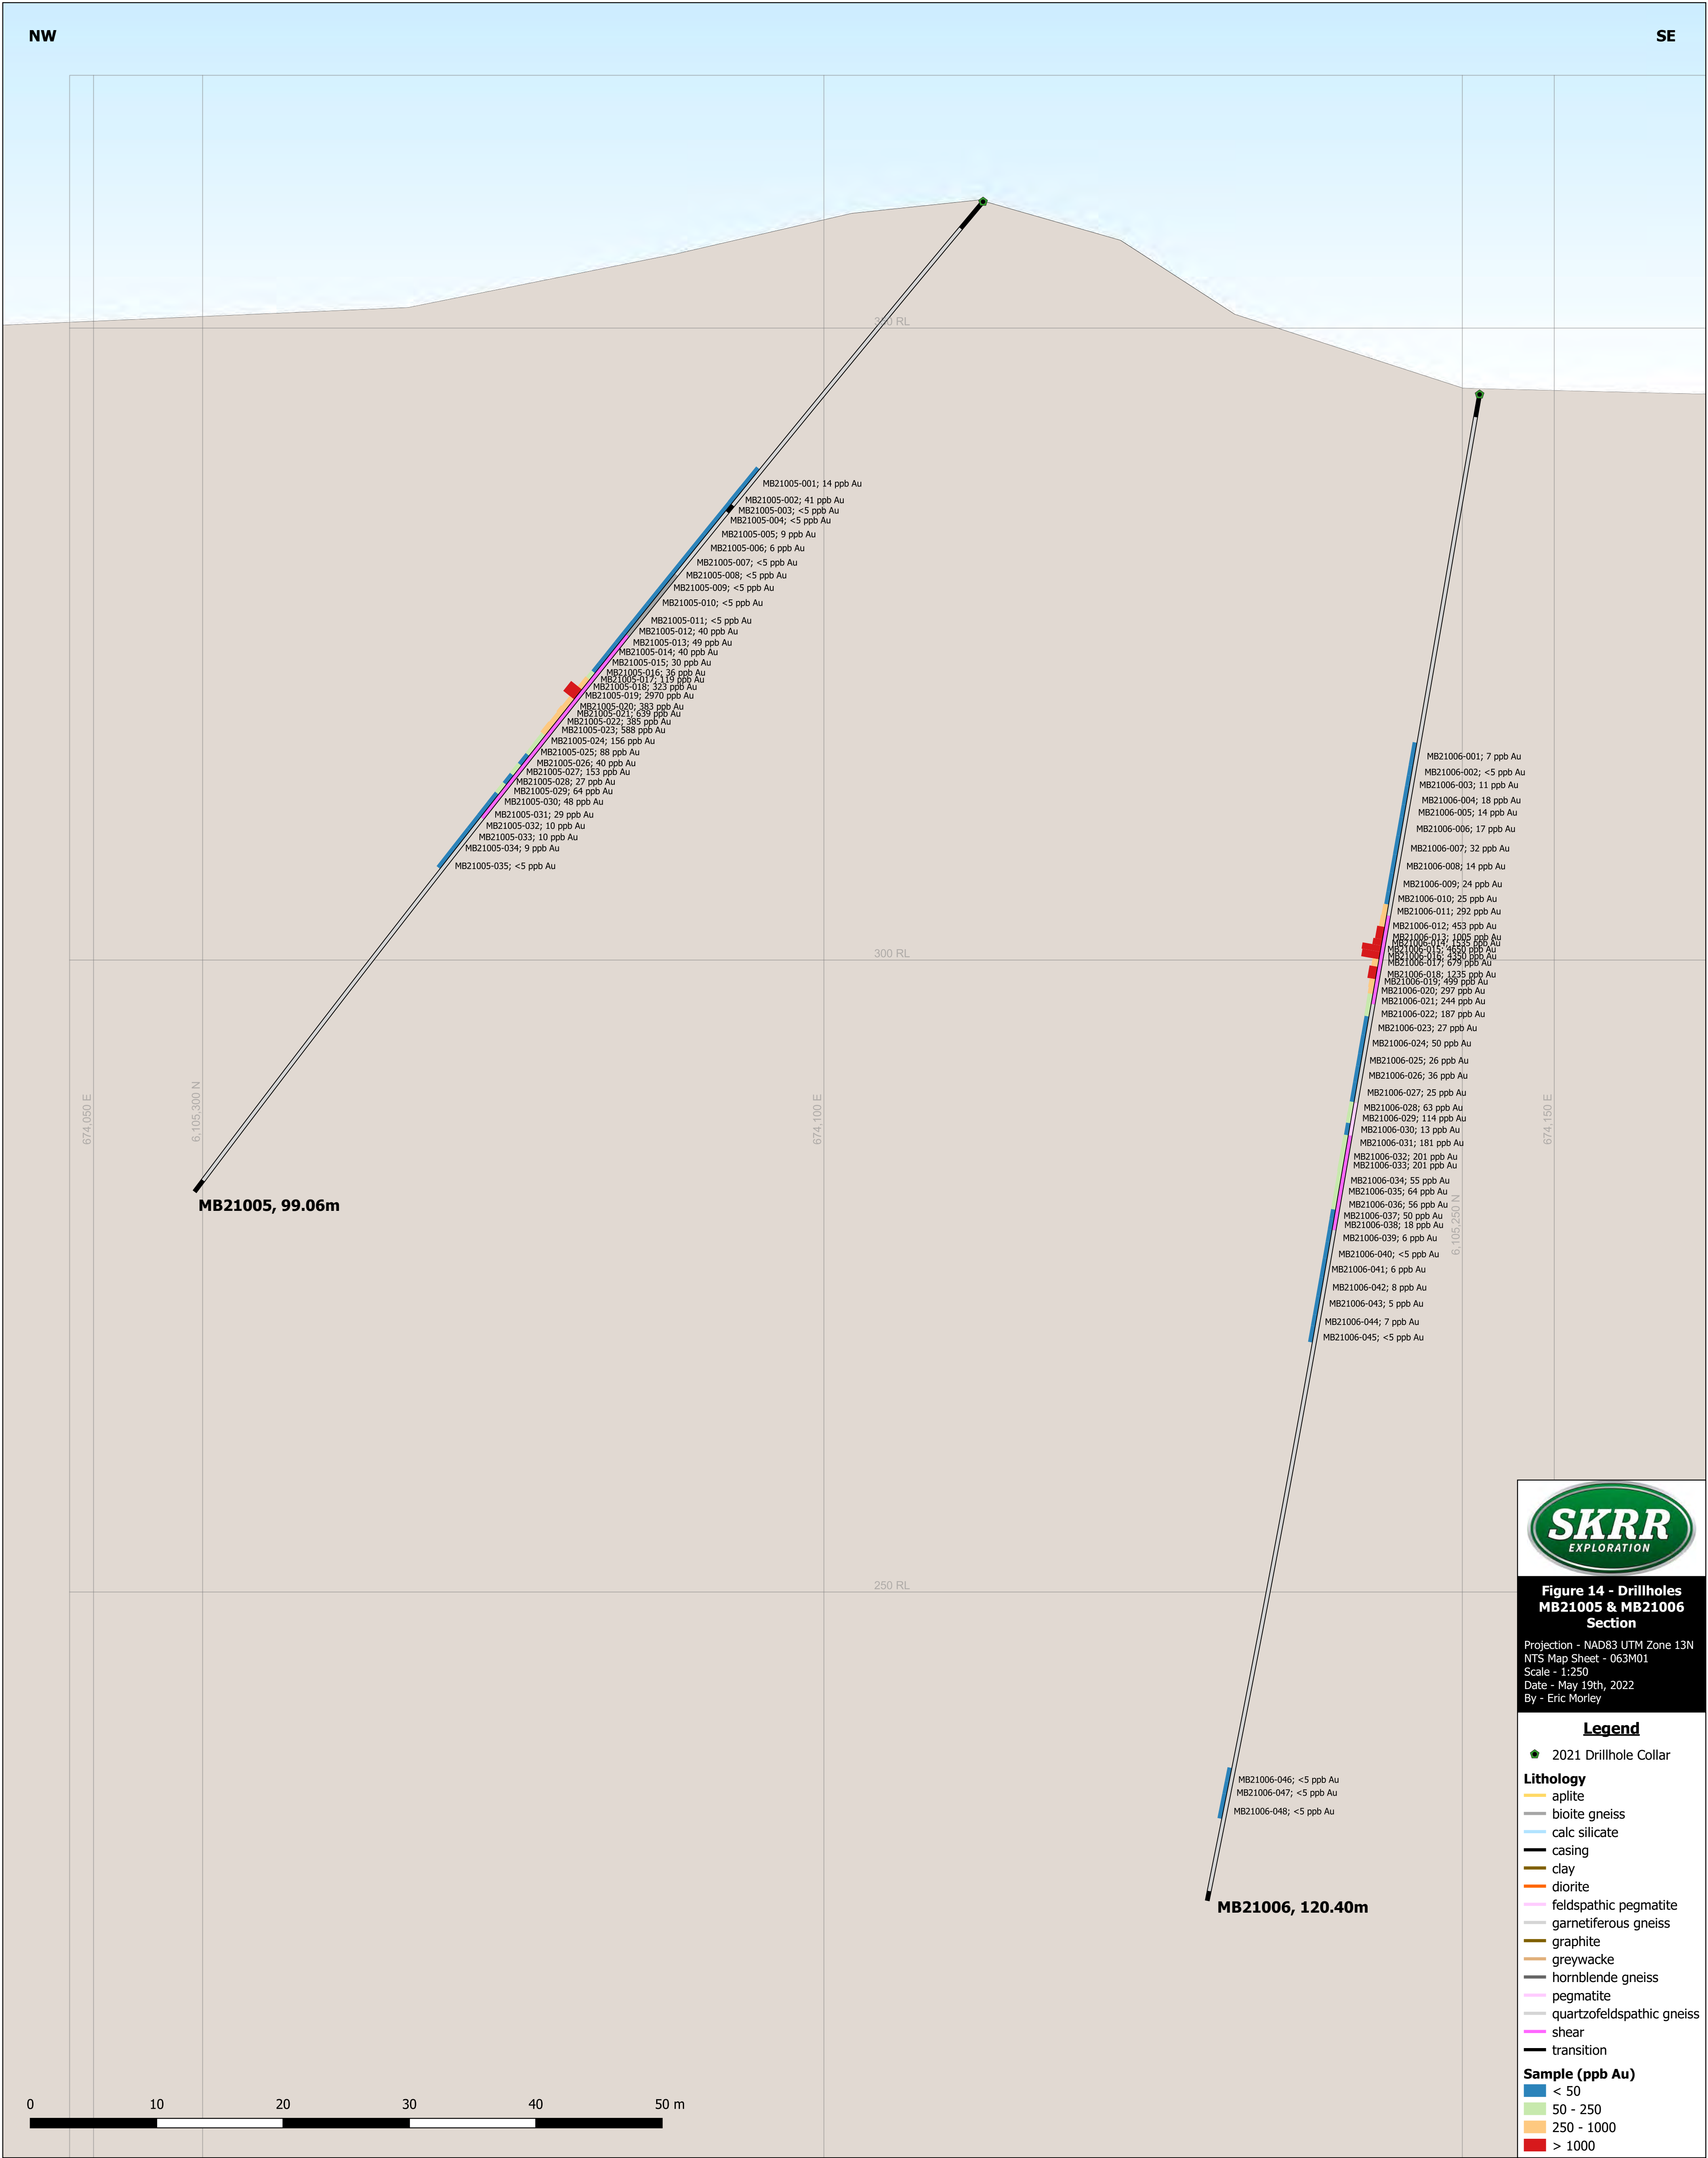 NW
SE
350 RL
MB21005-001; 14 ppb Au
MB21005-002; 41 ppb Au
MB21005-003; <5 ppb Au
MB21005-004; <5 ppb Au
MB21005-005; 9 ppb Au
MB21005-006; 6 ppb Au
MB21005-007; <5 ppb Au
MB21005-008; <5 ppb Au
MB21005-009; <5 ppb Au
MB21005-010; <5 ppb Au
MB21005-011; <5 ppb Au
MB21005-012; 40 ppb Au
MB21005-013; 49 ppb Au
MB21005-014; 40 ppb Au
MB21005-015; 30 ppb Au
MB21005-016; 36 ppb Au
MB21005-017; 119 ppb Au
MB21005-018; 323 ppb Au
MB21005-019; 2970 ppb Au
MB21005-020; 383 ppb Au
MB21005-021; 639 ppb Au
MB21005-022; 385 ppb Au
MB21005-023; 588 ppb Au
MB21005-024; 156 ppb Au
MB21005-025; 88 ppb Au
MB21005-026; 40 ppb Au
MB21005-027; 153 ppb Au
MB21005-028; 27 ppb Au
MB21005-029; 64 ppb Au
MB21005-030; 48 ppb Au
MB21005-031; 29 ppb Au
MB21005-032; 10 ppb Au
MB21005-033; 10 ppb Au
MB21005-034; 9 ppb Au
MB21005-035; <5 ppb Au
MB21006-001; 7 ppb Au
MB21006-002; <5 ppb Au
MB21006-003; 11 ppb Au
MB21006-004; 18 ppb Au
MB21006-005; 14 ppb Au
MB21006-006; 17 ppb Au
MB21006-007; 32 ppb Au
MB21006-008; 14 ppb Au
MB21006-009; 24 ppb Au
MB21006-010; 25 ppb Au
MB21006-011; 292 ppb Au
MB21006-012; 453 ppb Au
MB21006-013; 1005 ppb Au
MB21006-014; 1535 ppb Au
MB21006-015; 4650 ppb Au
MB21006-016; 4350 ppb Au
MB21006-017; 679 ppb Au
MB21006-018; 1235 ppb Au
MB21006-019; 499 ppb Au
MB21006-020; 297 ppb Au
MB21006-021; 244 ppb Au
MB21006-022; 187 ppb Au
MB21006-023; 27 ppb Au
MB21006-024; 50 ppb Au
MB21006-025; 26 ppb Au
MB21006-026; 36 ppb Au
MB21006-027; 25 ppb Au
MB21006-028; 63 ppb Au
MB21006-029; 114 ppb Au
MB21006-030; 13 ppb Au
MB21006-031; 181 ppb Au
MB21006-032; 201 ppb Au
MB21006-033; 201 ppb Au
MB21006-034; 55 ppb Au
MB21006-035; 64 ppb Au
MB21006-036; 56 ppb Au
MB21006-037; 50 ppb Au
MB21006-038; 18 ppb Au
MB21006-039; 6 ppb Au
MB21006-040; <5 ppb Au
MB21006-041; 6 ppb Au
MB21006-042; 8 ppb Au
MB21006-043; 5 ppb Au
MB21006-044; 7 ppb Au
MB21006-045; <5 ppb Au
300 RL
674,050 E
6,105,300 N
674,100 E
6,105,250 N
674,150 E
MB21005, 99.06m
250 RL
MB21006-046; <5 ppb Au
MB21006-047; <5 ppb Au
MB21006-048; <5 ppb Au
MB21006, 120.40m
0 10 20 30 40 50 m
SKRR
EXPLORATION
Figure 14 - Drillholes
MB21005 & MB21006
Section
Projection - NAD83 UTM Zone 13N
NTS Map Sheet - 063M01
Scale - 1:250
Date - May 19th, 2022
By - Eric Morley
Legend
2021 Drillhole Collar
Lithology
aplite
bioite gneiss
calc silicate
casing
clay
diorite
feldspathic pegmatite
garnetiferous gneiss
graphite
greywacke
hornblende gneiss
pegmatite
quartzofeldspathic gneiss
shear
transition
Sample (ppb Au)
< 50
50 - 250
250 - 1000
> 1000